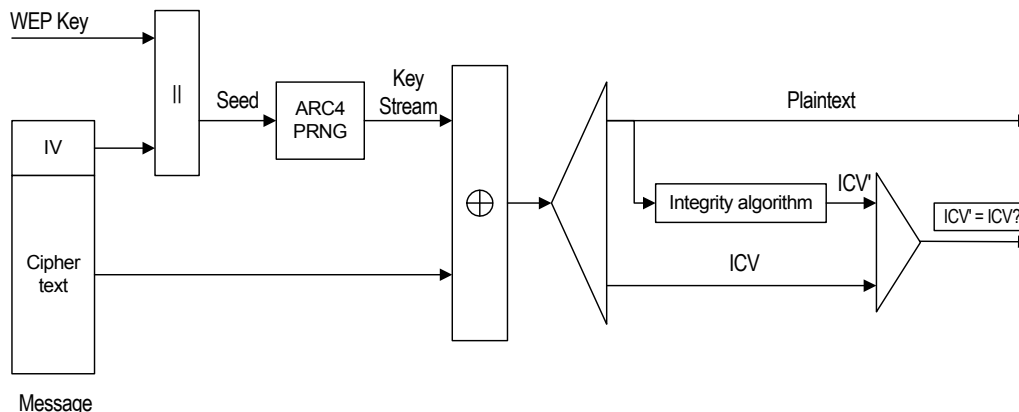 WEP Key
||
Seed
ARC4
PRNG
Key
Stream
IV
Cipher
text
Message
Plaintext
Integrity algorithm
ICV'
ICV
ICV' = ICV?